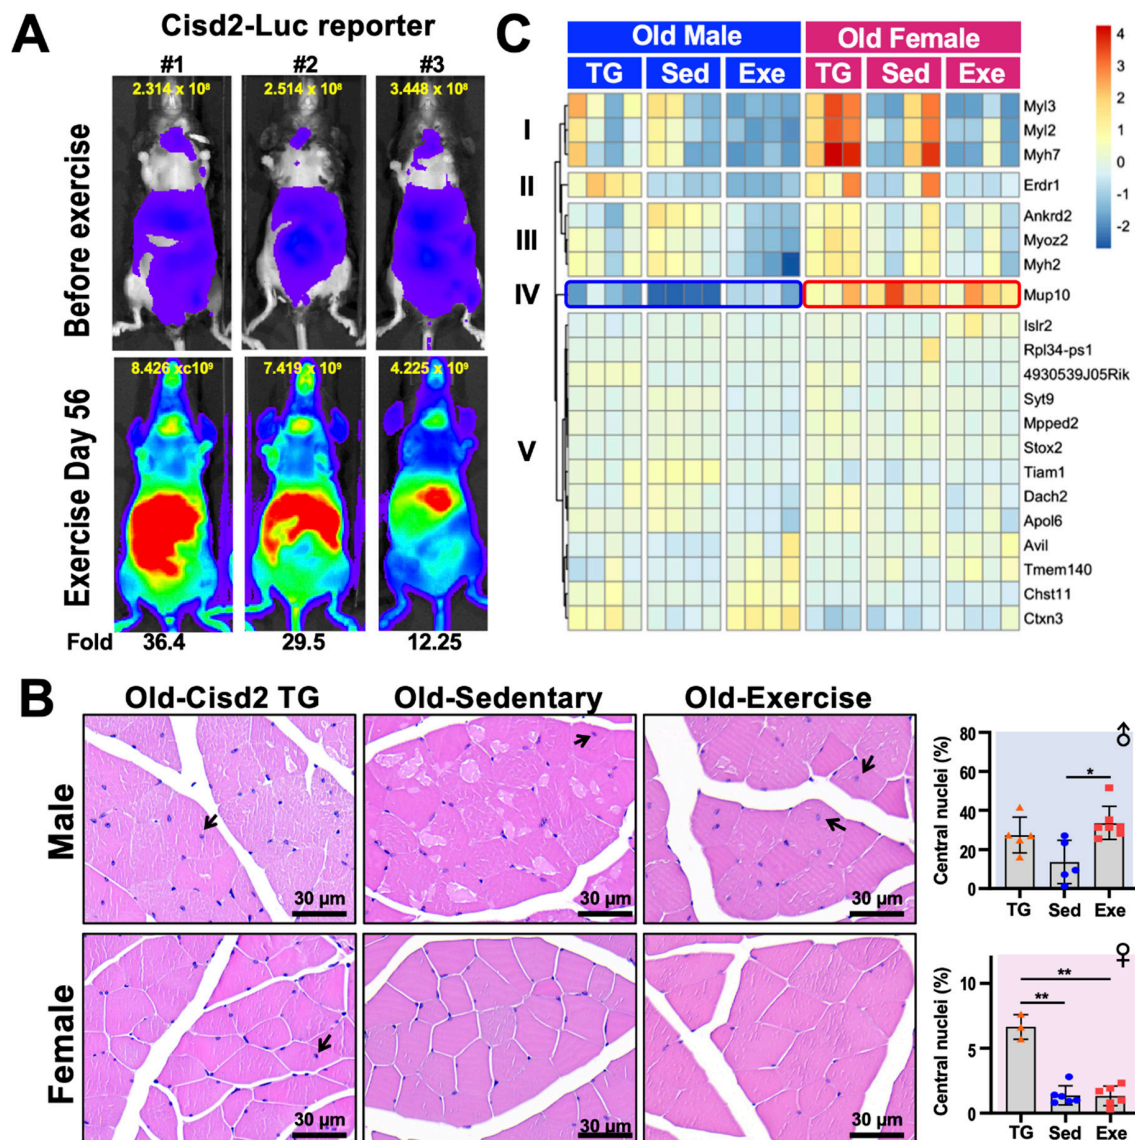 A
Cisd2-Luc reporter
#1 #2 #3
2.314 x 10⁸ 2.514 x 10⁸ 3.448 x 10⁸
Before exercise
8.426 xc10⁹ 7.419 x 10⁹ 4.225 x 10⁹
Exercise Day 56
Fold 36.4 29.5 12.25
C
Old Male Old Female
TG Sed Exe TG Sed Exe
4
3
2
1
0
-1
-2
I
II
III
IV
V
Myl3
Myl2
Myh7
Erdr1
Ankrd2
Myoz2
Myh2
Mup10
Islr2
Rpl34-ps1
4930539J05Rik
Syt9
Mpped2
Stox2
Tiam1
Dach2
Apol6
Avil
Tmem140
Chst11
Ctxn3
B
Old-Cisd2 TG Old-Sedentary Old-Exercise
Male
30 µm 30 µm 30 µm
Female
30 µm 30 µm 30 µm
Central nuclei (%)
80
60
40
20
0
♂
*
TG Sed Exe
Central nuclei (%)
10
5
0
♀
**
**
TG Sed Exe